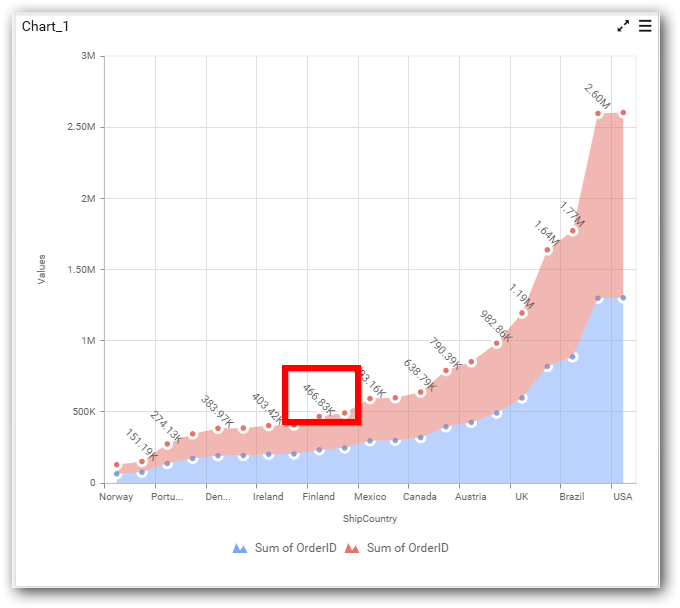 Chart_1
3M
2.50M
2M
1.50M
1M
500K
0
Values
151.19K
274.13K
383.97K
403.42K
466.83K
93.16K
638.79K
790.39K
982.86K
1.19M
1.64M
1.77M
2.60M
Norway Portu... Den... Ireland Finland Mexico Canada Austria UK Brazil USA
ShipCountry
Sum of OrderID Sum of OrderID